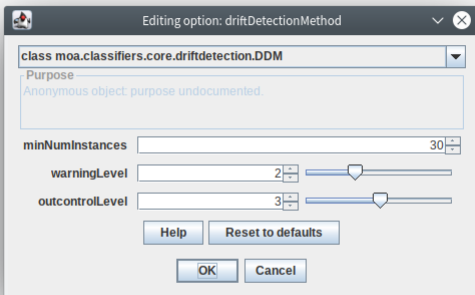 Editing option: driftDetectionMethod
class moa.classifiers.core.driftdetection.DDM
Purpose
Anonymous object: purpose undocumented.
minNumInstances 30
warningLevel 2
outcontrolLevel 3
Help Reset to defaults
OK Cancel